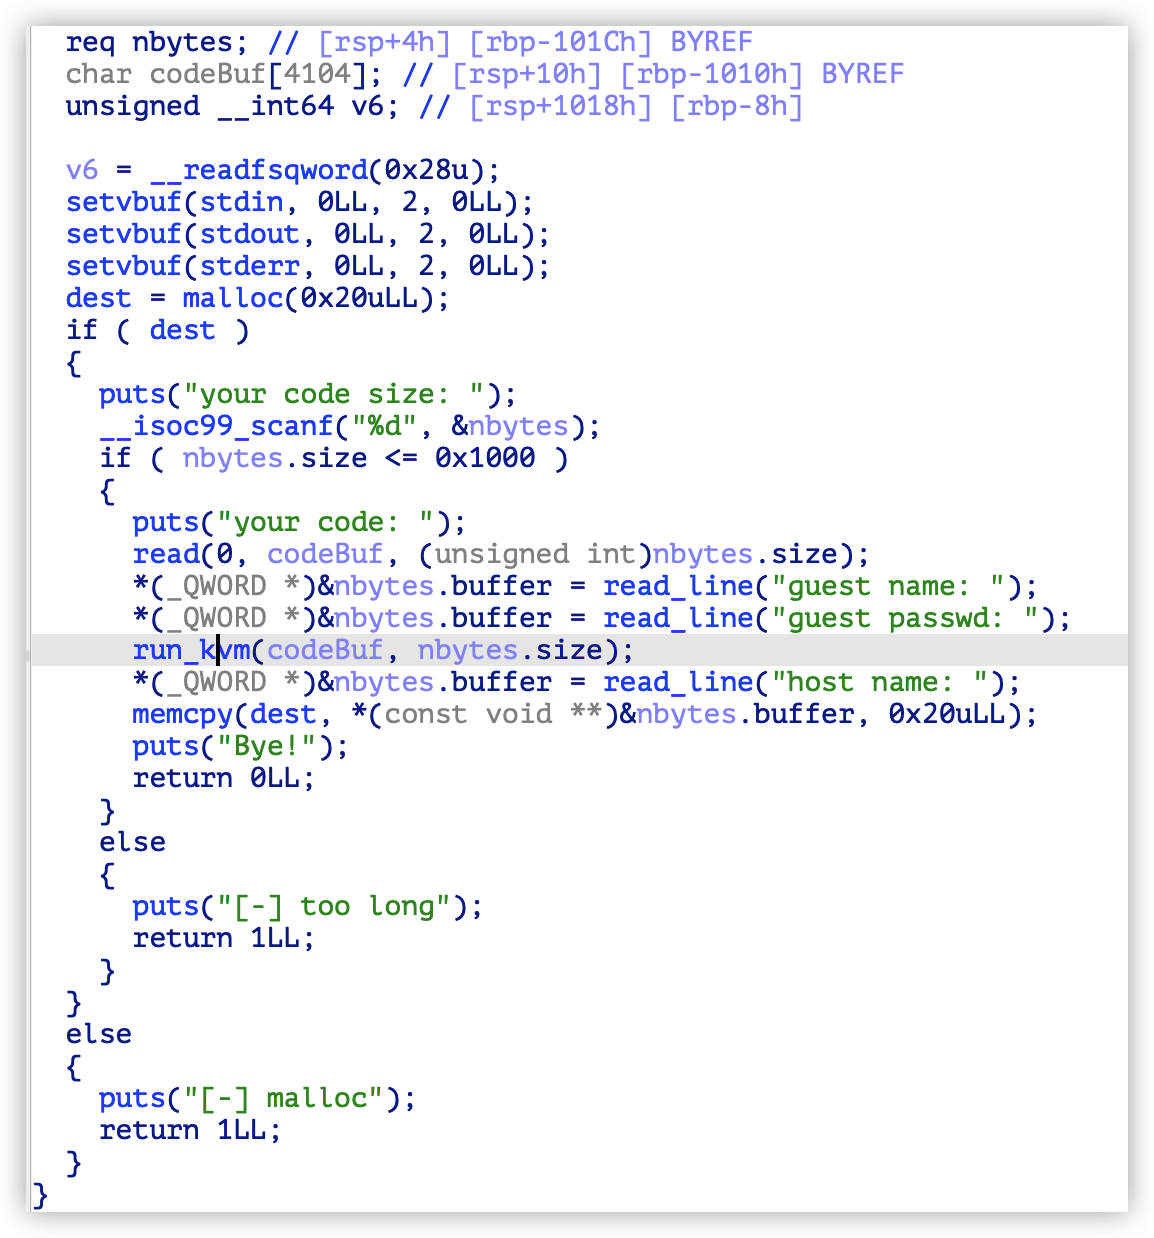 req nbytes; // [rsp+4h] [rbp-101Ch] BYREF
char codeBuf[4104]; // [rsp+10h] [rbp-1010h] BYREF
unsigned __int64 v6; // [rsp+1018h] [rbp-8h]

v6 = __readfsqword(0x28u);
setvbuf(stdin, 0LL, 2, 0LL);
setvbuf(stdout, 0LL, 2, 0LL);
setvbuf(stderr, 0LL, 2, 0LL);
dest = malloc(0x20uLL);
if ( dest )
{
  puts("your code size: ");
  __isoc99_scanf("%d", &nbytes);
  if ( nbytes.size <= 0x1000 )
  {
    puts("your code: ");
    read(0, codeBuf, (unsigned int)nbytes.size);
    *(_QWORD *)&nbytes.buffer = read_line("guest name: ");
    *(_QWORD *)&nbytes.buffer = read_line("guest passwd: ");
    run_kvm(codeBuf, nbytes.size);
    *(_QWORD *)&nbytes.buffer = read_line("host name: ");
    memcpy(dest, *(const void **)&nbytes.buffer, 0x20uLL);
    puts("Bye!");
    return 0LL;
  }
  else
  {
    puts("[-] too long");
    return 1LL;
  }
}
else
{
  puts("[-] malloc");
  return 1LL;
}
}